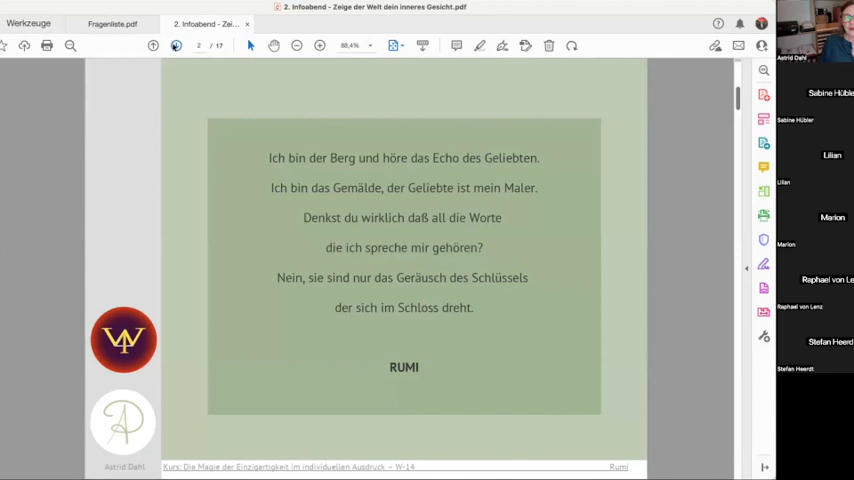 2. Infoabend - Zeige der Welt dein inneres Gesicht.pdf
Werkzeuge
Fragenliste.pdf
2. Infoabend - Zei...
2 / 17
88,4%
Ich bin der Berg und höre das Echo des Geliebten.
Ich bin das Gemälde, der Geliebte ist mein Maler.
Denkst du wirklich daß all die Worte
die ich spreche mir gehören?
Nein, sie sind nur das Geräusch des Schlüssels
der sich im Schloss dreht.
RUMI
Astrid Dahl
Kurs: Die Magie der Einzigartigkeit im individuellen Ausdruck – W-14
Rumi
Astrid Dahl
Sabine Hübler
Sabine Hübler
Lilian
Lilian
Marion
Marion
Raphael von Lenz
Raphael von Lenz
Stefan Heerdt
Stefan Heerdt